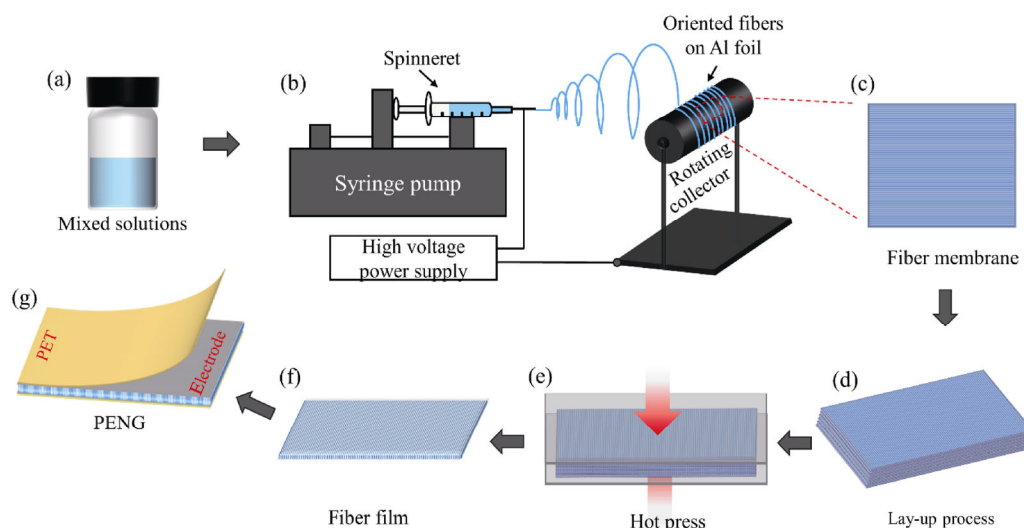 (a)
Mixed solutions
(b)
Spinneret
Syringe pump
High voltage
power supply
Oriented fibers
on Al foil
Rotating
collector
(c)
Fiber membrane
(d)
Lay-up process
(e)
Hot press
(f)
Fiber film
(g)
PET
Electrode
PENG